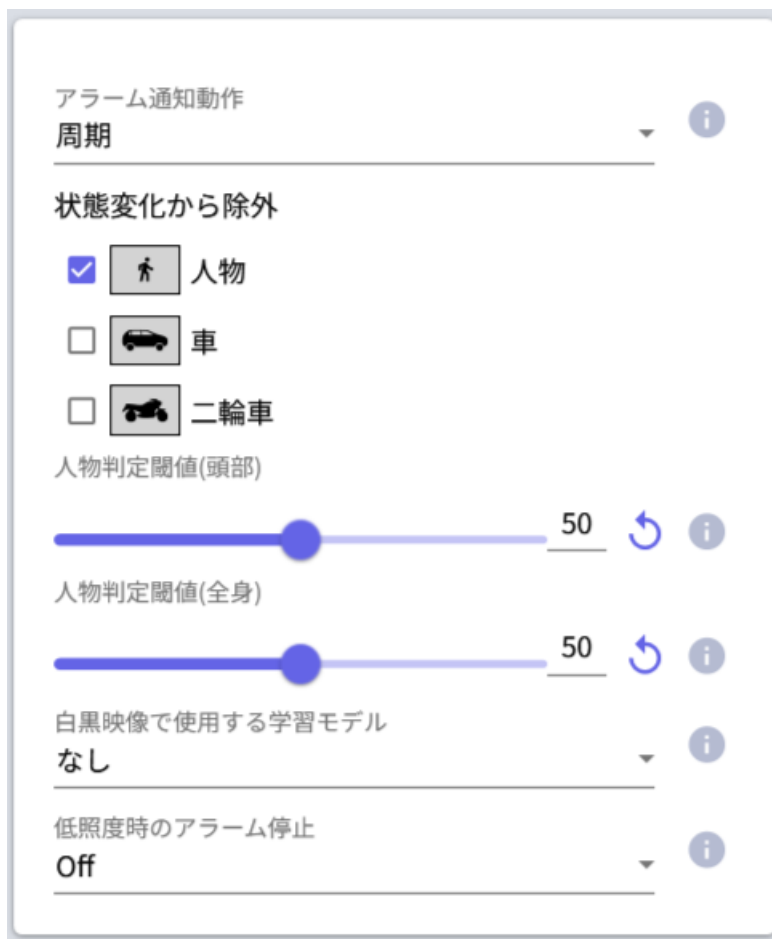 アラーム通知動作
周期
状態変化から除外
人物
車
二輪車
人物判定閾値(頭部)
50
人物判定閾値(全身)
50
白黒映像で使用する学習モデル
なし
低照度時のアラーム停止
Off